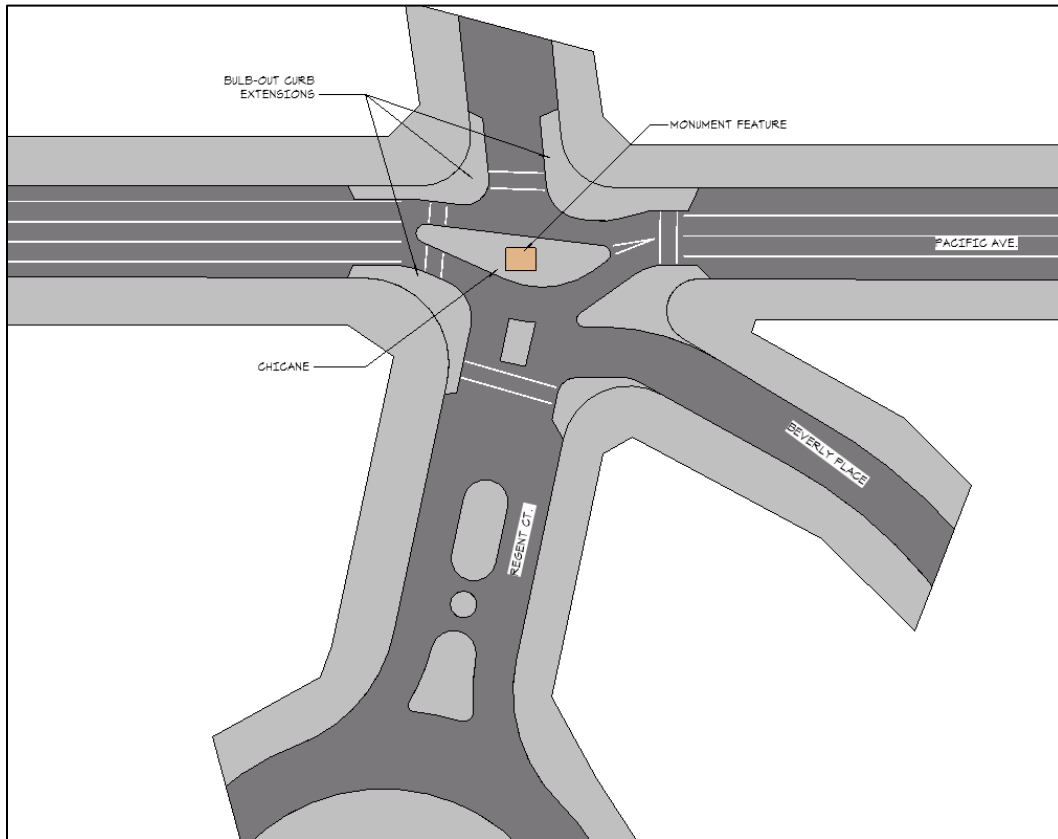 BULB-OUT CURB
EXTENSIONS
MONUMENT FEATURE
PACIFIC AVE.
CHICANE
BEVERLY PLACE
REGENT CT.